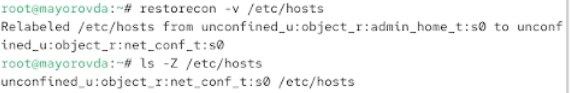 root@mayorovda:~# restorecon -v /etc/hosts
Relabeled /etc/hosts from unconfined_u:object_r:admin_home_t:s0 to unconf
ined_u:object_r:net_conf_t:s0
root@mayorovda:~# ls -Z /etc/hosts
unconfined_u:object_r:net_conf_t:s0 /etc/hosts